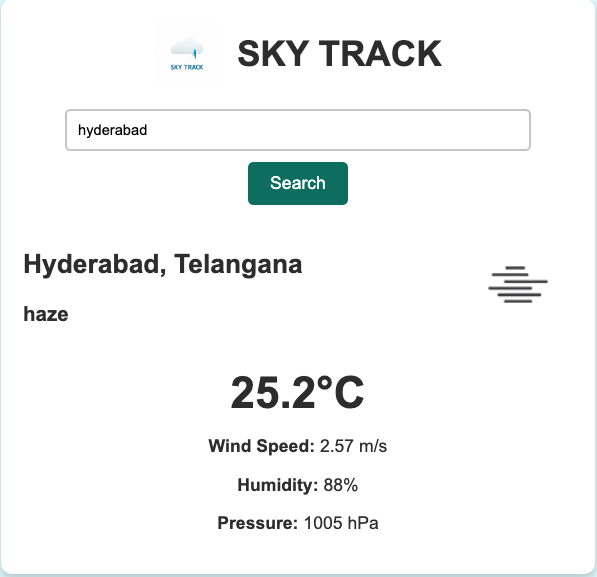 SKY TRACK
SKY TRACK
hyderabad
Search
Hyderabad, Telangana
haze
25.2°C
Wind Speed: 2.57 m/s
Humidity: 88%
Pressure: 1005 hPa